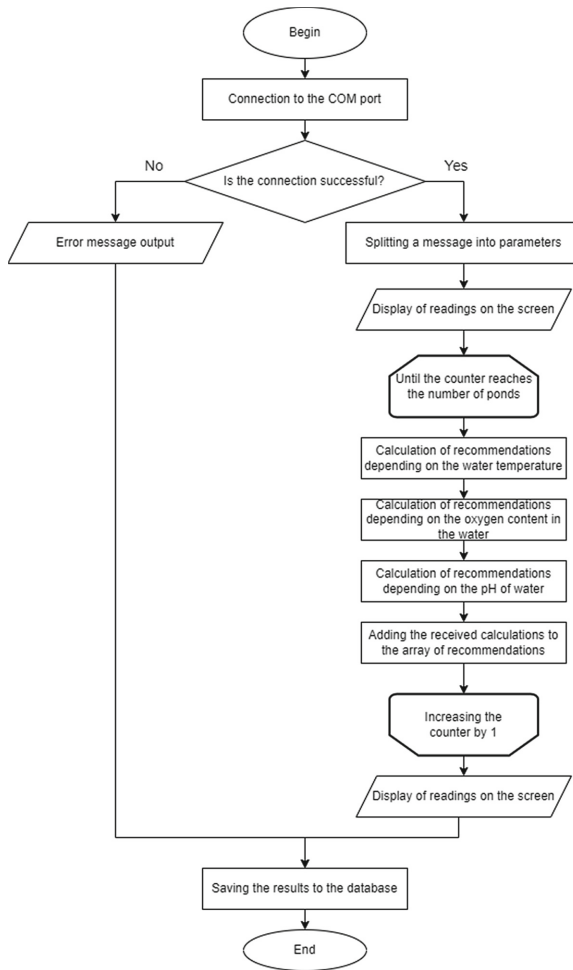 Begin
Connection to the COM port
No
Yes
Is the connection successful?
Error message output
Splitting a message into parameters
Display of readings on the screen
Until the counter reaches
the number of ponds
Calculation of recommendations
depending on the water temperature
Calculation of recommendations
depending on the oxygen content in
the water
Calculation of recommendations
depending on the pH of water
Adding the received calculations to
the array of recommendations
Increasing the
counter by 1
Display of readings on the screen
Saving the results to the database
End